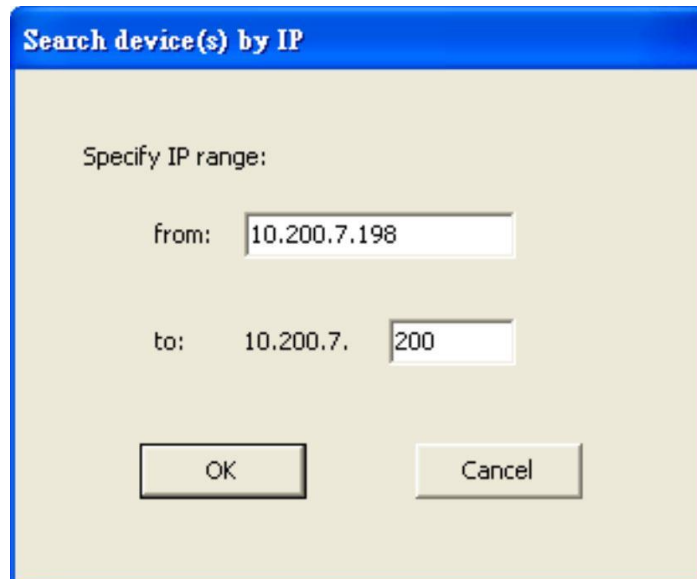 Search device(s) by IP
Specify IP range:
from: 10.200.7.198
to: 10.200.7. 200
OK Cancel